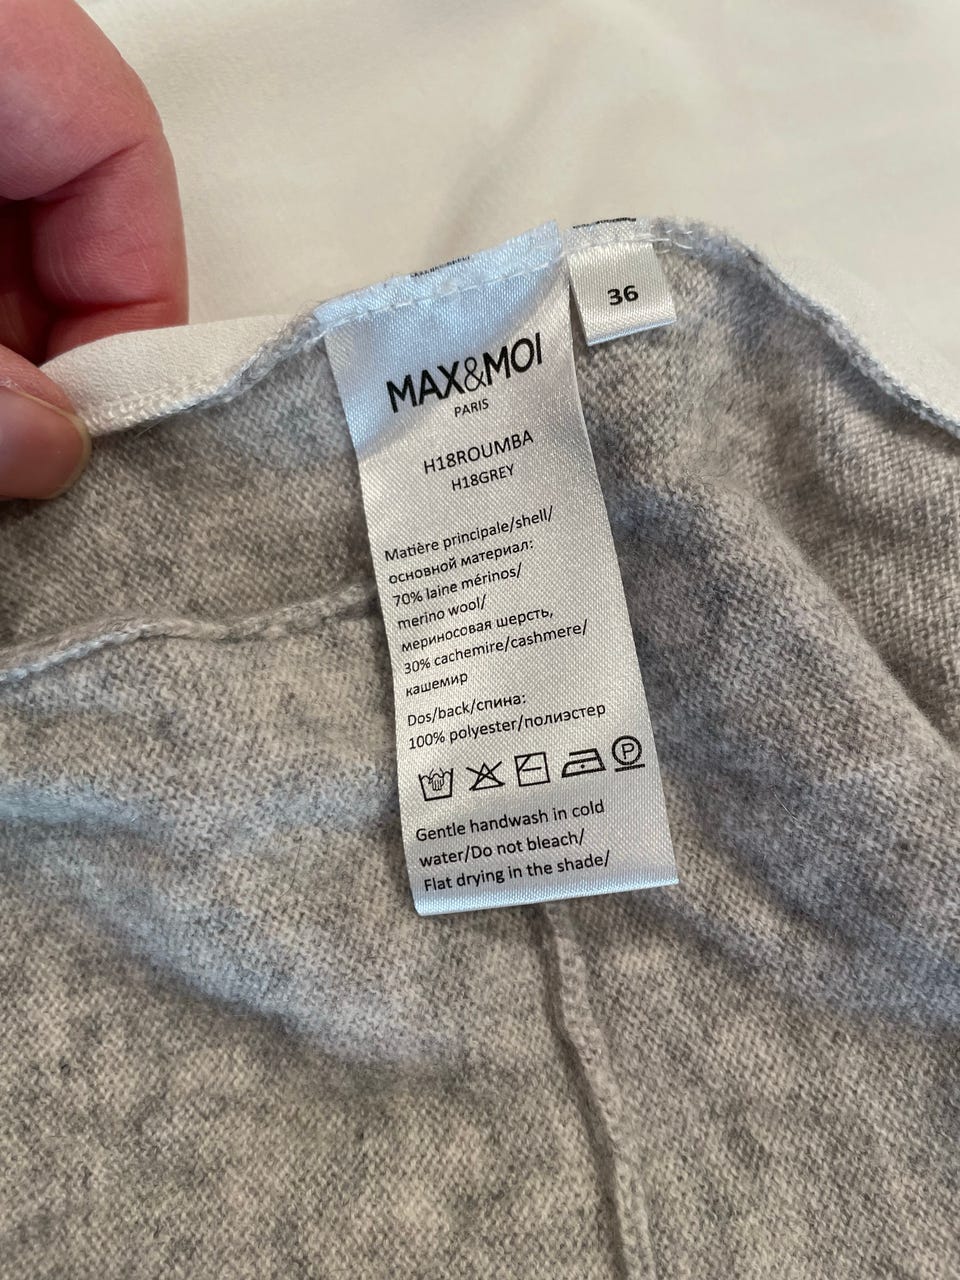 36
MAX&MOI
PARIS
H18ROUMBA
H18GREY
Matière principale/shell/
основной материал:
70% laine mérinos/
merino wool/
мериносовая шерсть,
30% cachemire/cashmere/
кашемир
Dos/back/спина:
100% polyester/полиэстер
P
Gentle handwash in cold
water/Do not bleach/
Flat drying in the shade/